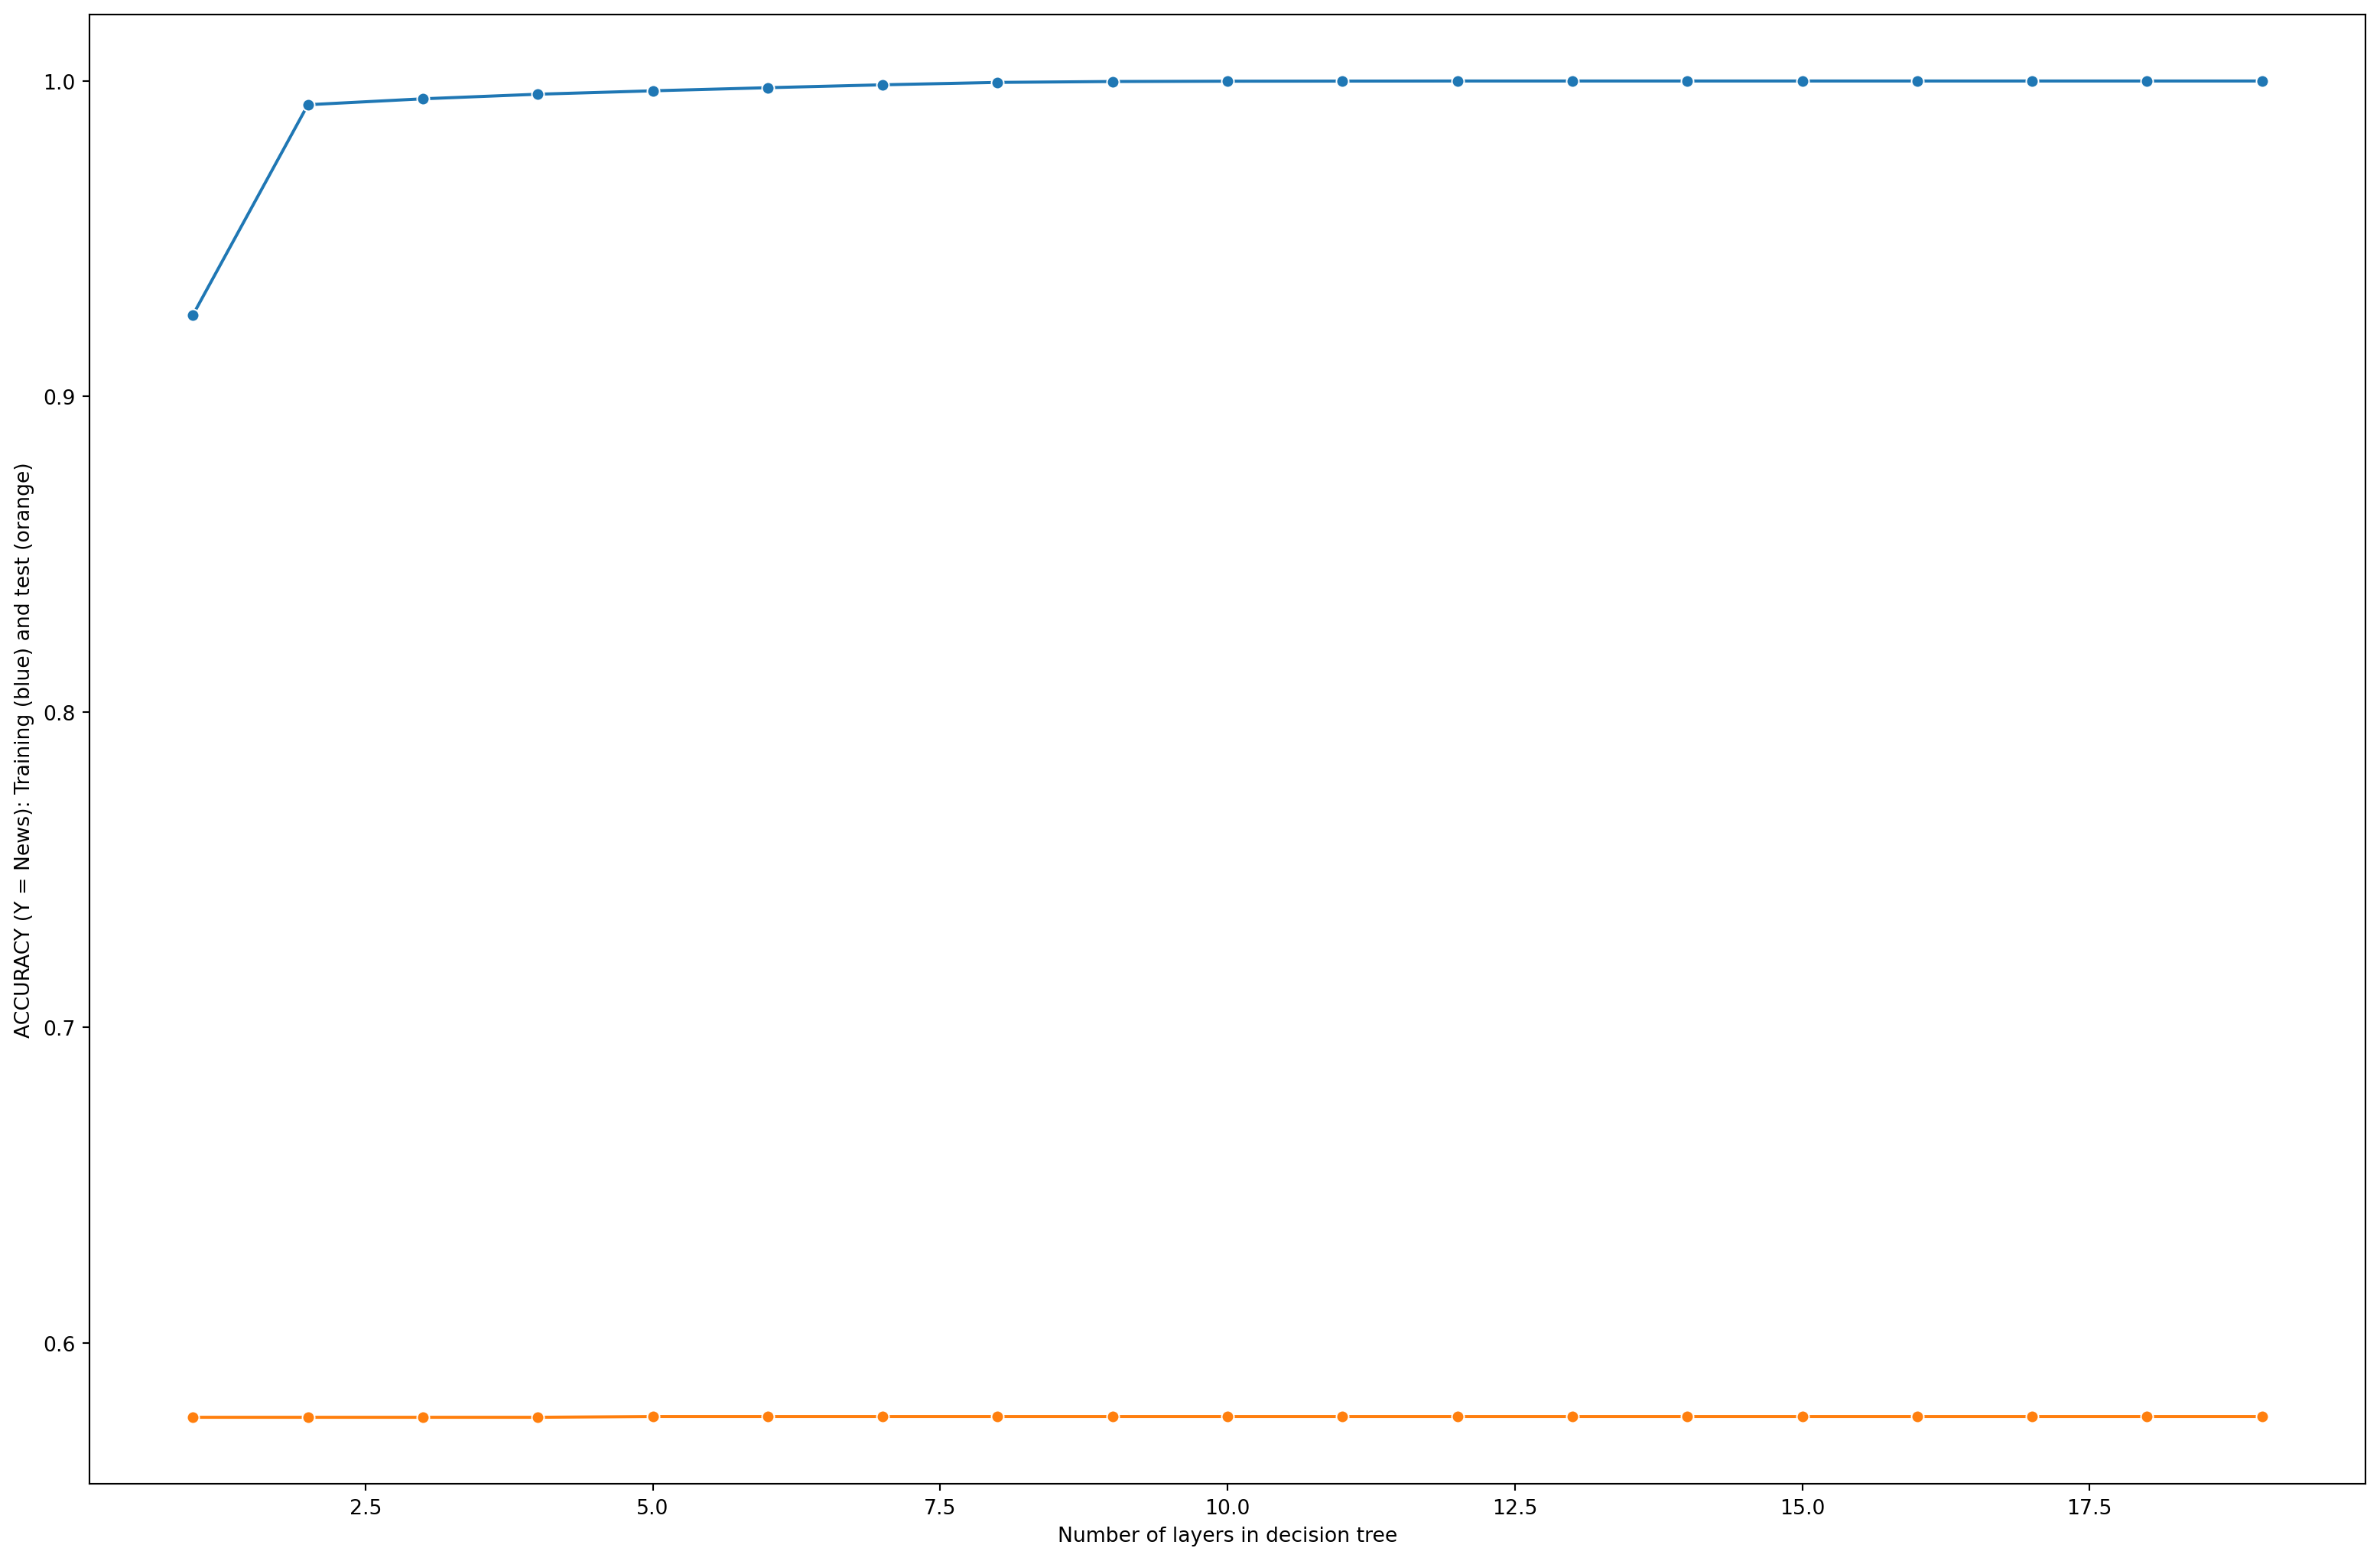 ACCURACY (Y = News): Training (blue) and test (orange)
1.0
0.9
0.8
0.7
0.6
2.5 5.0 7.5 10.0 12.5 15.0 17.5
Number of layers in decision tree